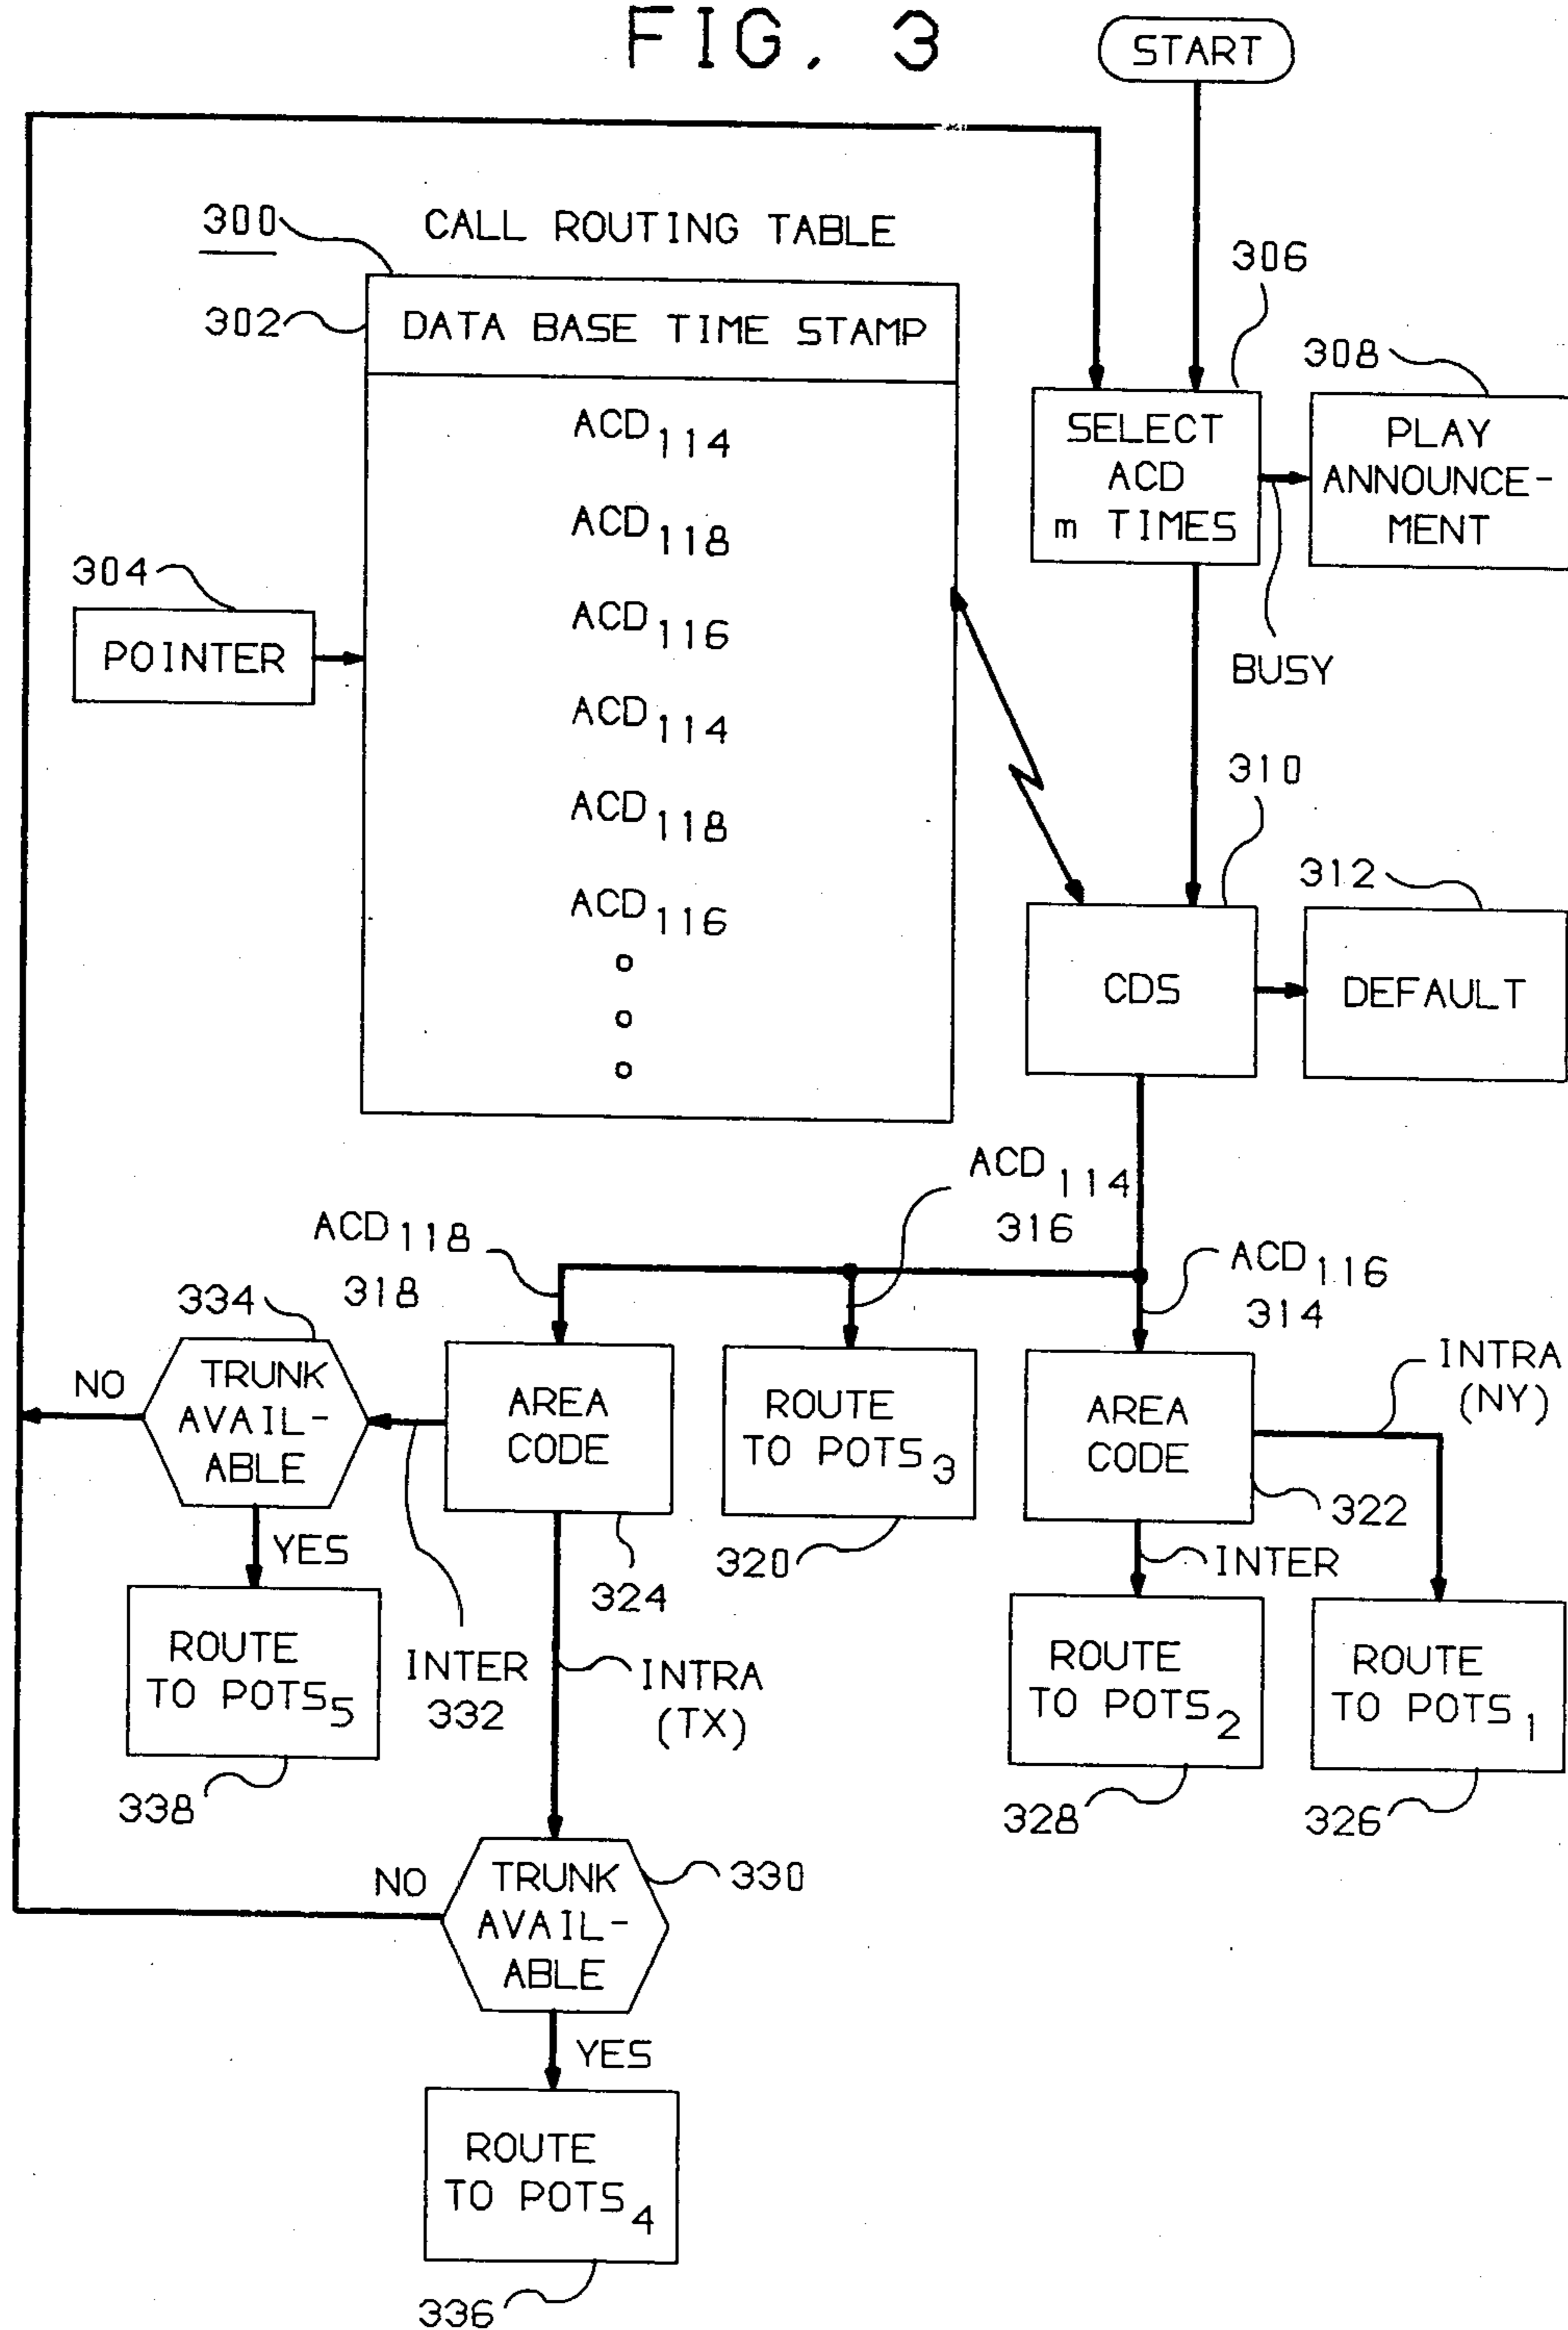 FIG. 3
START
300
CALL ROUTING TABLE
306
302
DATA BASE TIME STAMP
308
ACD114
SELECT
ACD
m TIMES
PLAY
ANNOUNCE-
MENT
ACD118
304
POINTER
ACD116
BUSY
ACD114
310
ACD118
312
ACD116
CDS
DEFAULT
ACD114
316
ACD118
318
ACD116
314
334
NO
TRUNK
AVAIL-
ABLE
AREA
CODE
ROUTE
TO POTS3
AREA
CODE
INTRA
(NY)
322
YES
324
320
INTER
ROUTE
TO POTS5
INTER
332
INTRA
(TX)
ROUTE
TO POTS2
ROUTE
TO POTS1
338
328
326
NO
TRUNK
AVAIL-
ABLE
330
YES
ROUTE
TO POTS4
336